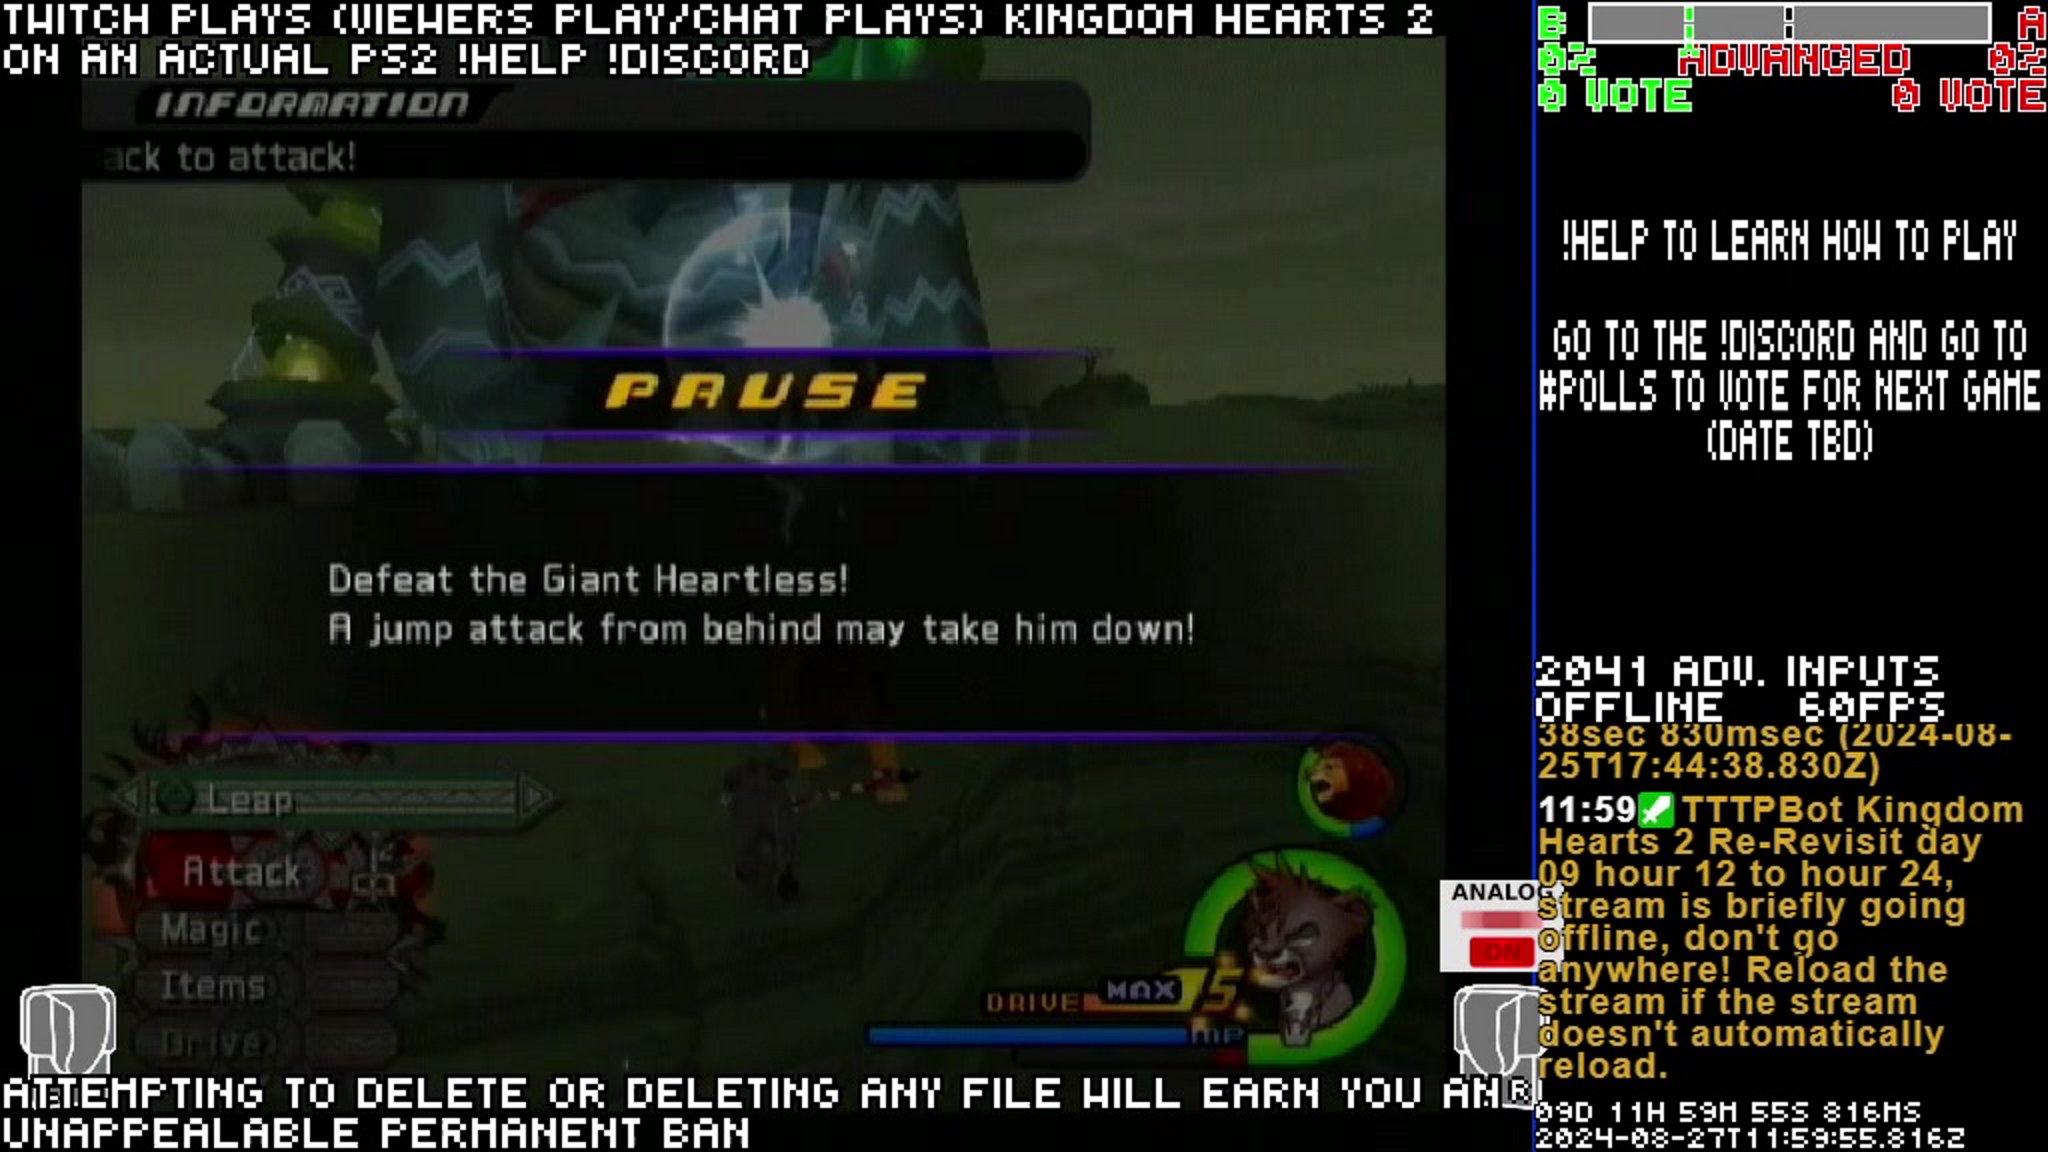 TWITCH PLAYS (VIEWERS PLAY/CHAT PLAYS) KINGDOM HEARTS 2
ON AN ACTUAL PS2 !HELP !DISCORD
INFORMATION
ack to attack!
PAUSE
Defeat the Giant Heartless!
A jump attack from behind may take him down!
Leap
Attack
Magic
Items
Drive
DRIVE MAX 5
MP
ANALOG
ON
ATTEMPTING TO DELETE OR DELETING ANY FILE WILL EARN YOU AN
UNAPPEALABLE PERMANENT BAN
B A
0% ADVANCED 0%
0 VOTE 0 VOTE
!HELP TO LEARN HOW TO PLAY
GO TO THE !DISCORD AND GO TO
#POLLS TO VOTE FOR NEXT GAME
(DATE TBD)
2041 ADV. INPUTS
OFFLINE 60FPS
38sec 830msec (2024-08-
25T17:44:38.830Z)
11:59 TTTPBot Kingdom
Hearts 2 Re-Revisit day
09 hour 12 to hour 24,
stream is briefly going
offline, don't go
anywhere! Reload the
stream if the stream
doesn't automatically
reload.
09D 11H 59M 55S 816MS
2024-08-27T11:59:55.816Z